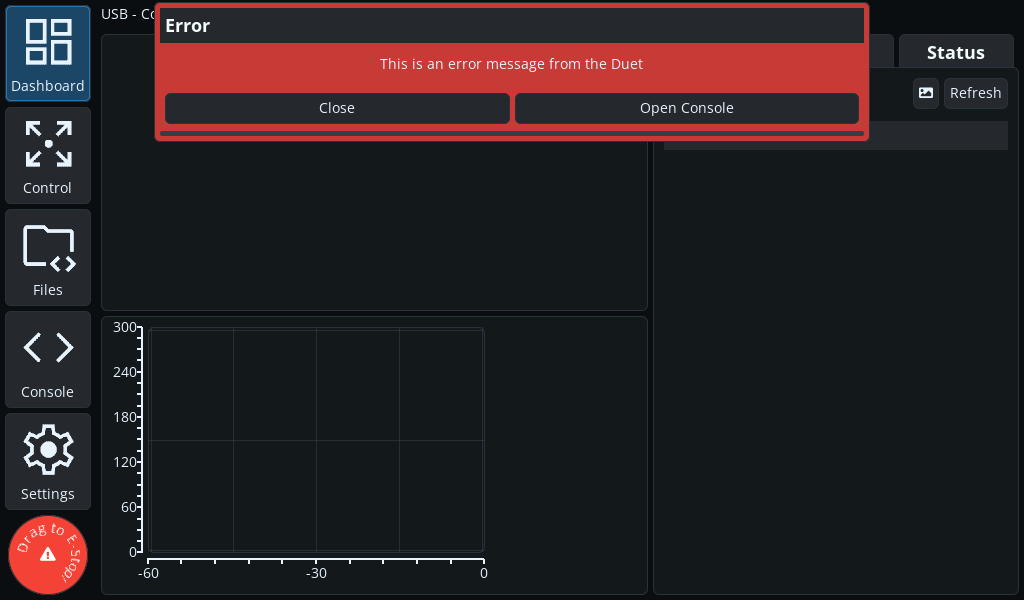 USB - Co
Error
This is an error message from the Duet
Close
Open Console
Status
Refresh
Dashboard
Control
Files
Console
Settings
Drag to E-Stop!
300
240
180
120
60
0
-60
-30
0